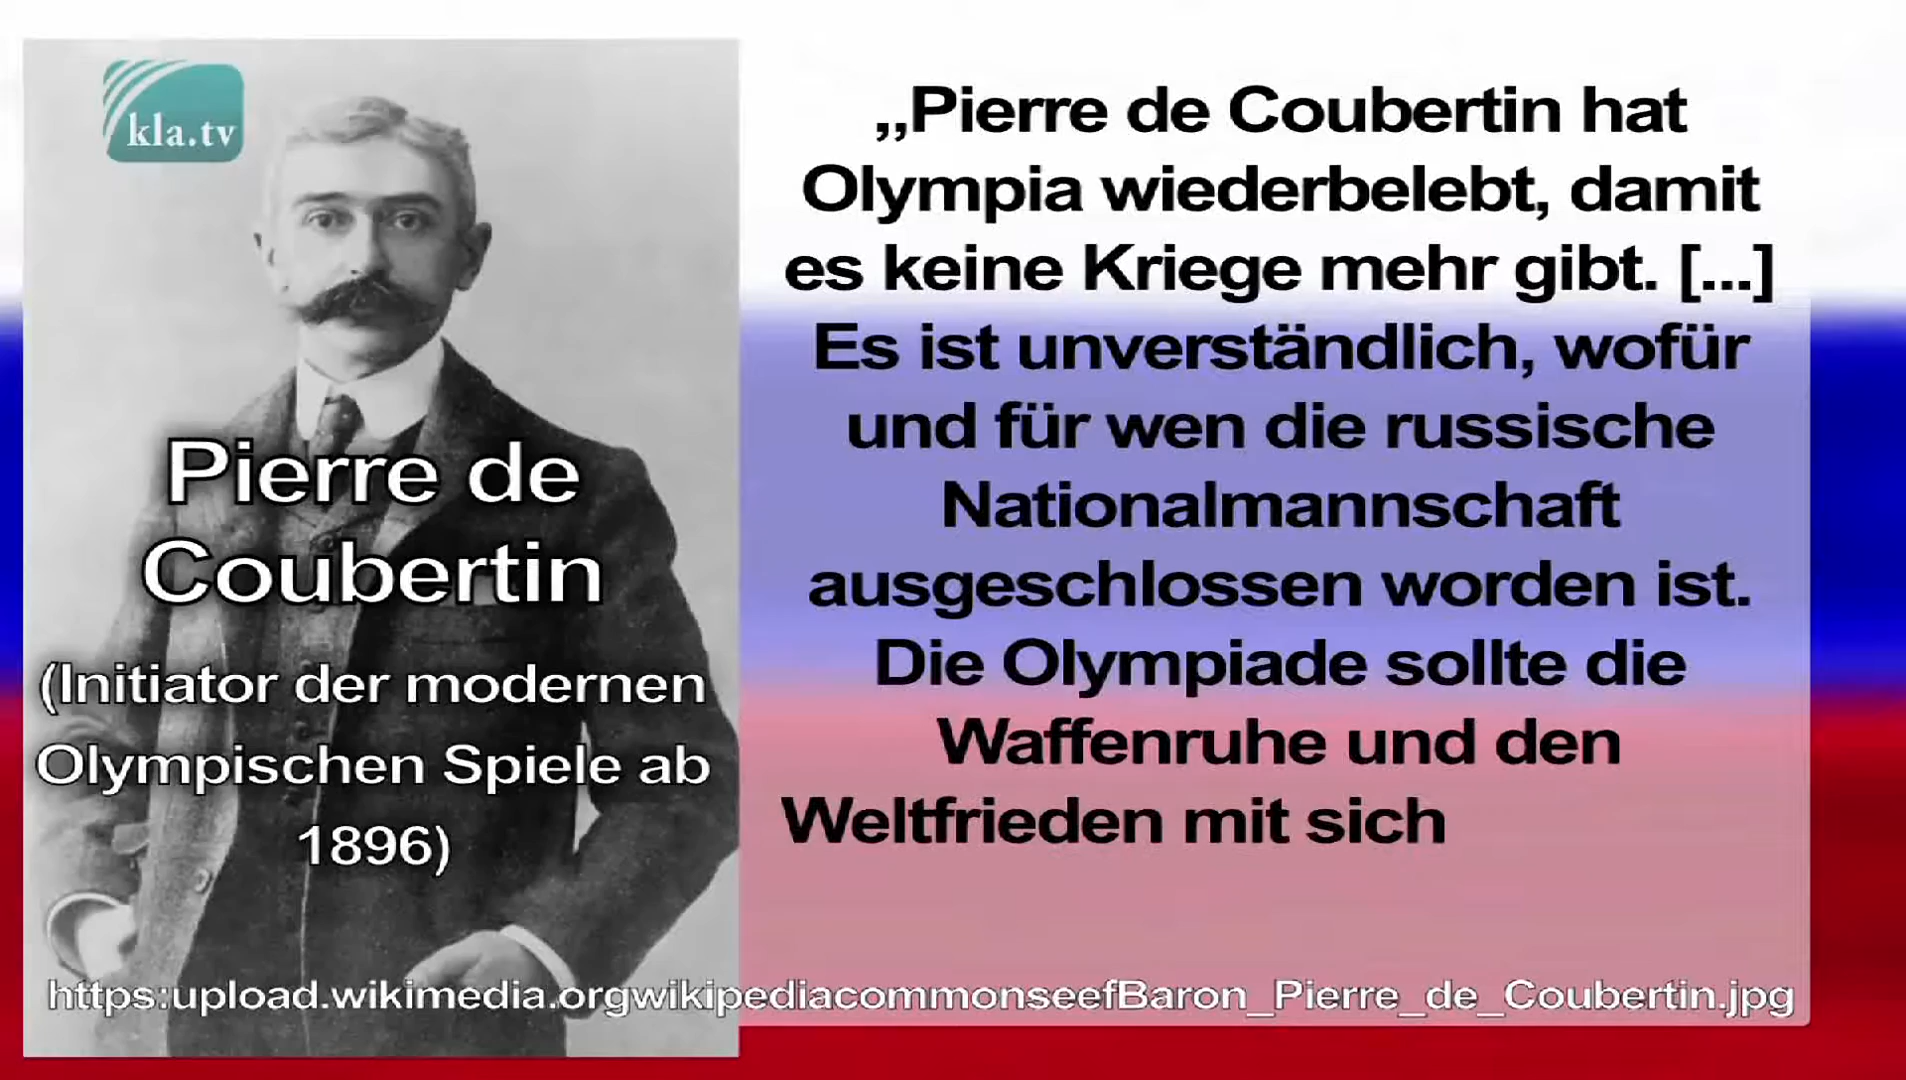 kla.tv
Pierre de
Coubertin
(Initiator der modernen
Olympischen Spiele ab
1896)
„Pierre de Coubertin hat
Olympia wiederbelebt, damit
es keine Kriege mehr gibt. [...]
Es ist unverständlich, wofür
und für wen die russische
Nationalmannschaft
ausgeschlossen worden ist.
Die Olympiade sollte die
Waffenruhe und den
Weltfrieden mit sich
https:upload.wikimedia.orgwikipediacommonseefBaron_Pierre_de_Coubertin.jpg